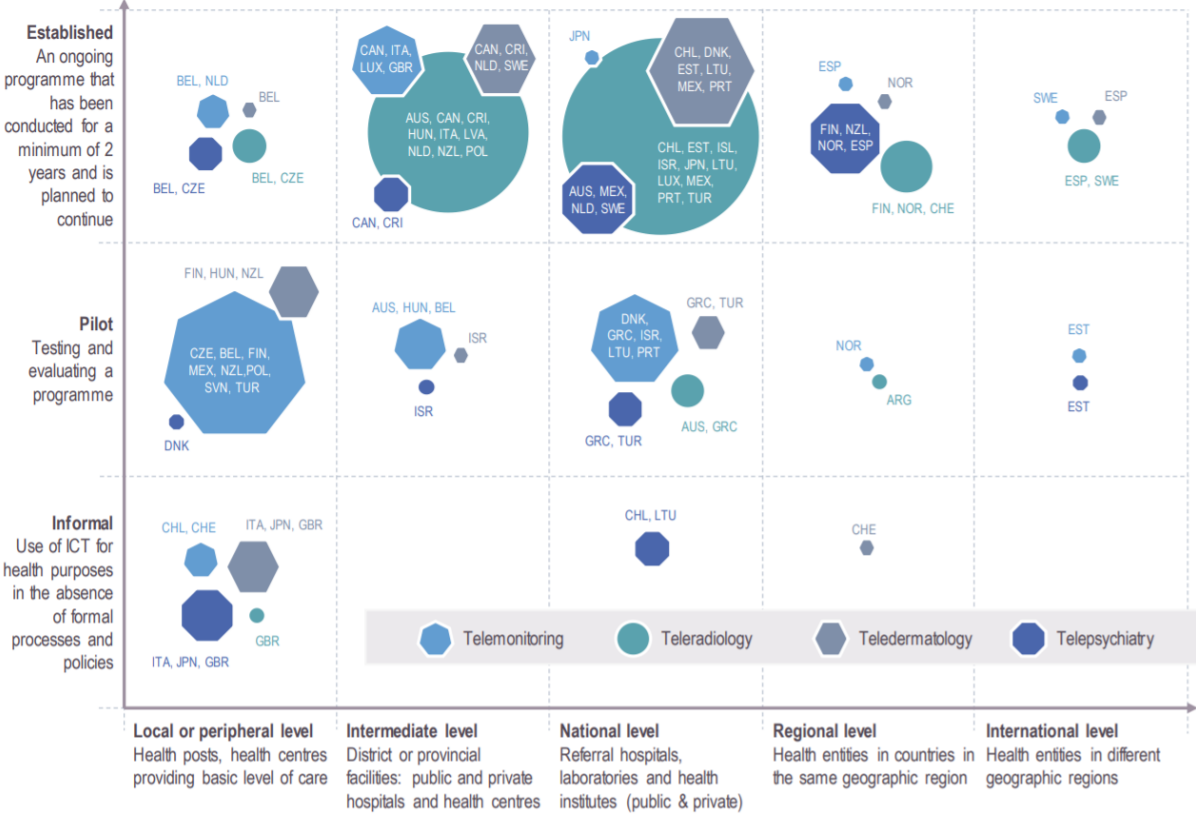 Established
An ongoing
programme that
has been
conducted for a
minimum of 2
years and is
planned to
continue
BEL, NLD
BEL
BEL, CZE
BEL, CZE
CAN, ITA,
LUX, GBR
CAN, CRI,
NLD, SWE
AUS, CAN, CRI,
HUN, ITA, LVA,
NLD, NZL, POL
CAN, CRI
JPN
CHL, DNK,
EST, LTU,
MEX, PRT
CHL, EST, ISL,
ISR, JPN, LTU,
LUX, MEX,
PRT, TUR
AUS, MEX,
NLD, SWE
ESP
NOR
FIN, NZL,
NOR, ESP
FIN, NOR, CHE
SWE
ESP
ESP, SWE
Pilot
Testing and
evaluating a
programme
FIN, HUN, NZL
CZE, BEL, FIN,
MEX, NZL,POL,
SVN, TUR
DNK
AUS, HUN, BEL
ISR
ISR
DNK,
GRC, ISR,
LTU, PRT
GRC, TUR
GRC, TUR
AUS, GRC
NOR
ARG
EST
EST
Informal
Use of ICT for
health purposes
in the absence
of formal
processes and
policies
CHL, CHE
ITA, JPN, GBR
ITA, JPN, GBR
GBR
CHL, LTU
CHE
Telemonitoring
Teleradiology
Teledermatology
Telepsychiatry
Local or peripheral level
Health posts, health centres
providing basic level of care
Intermediate level
District or provincial
facilities: public and private
hospitals and health centres
National level
Referral hospitals,
laboratories and health
institutes (public & private)
Regional level
Health entities in countries in
the same geographic region
International level
Health entities in different
geographic regions